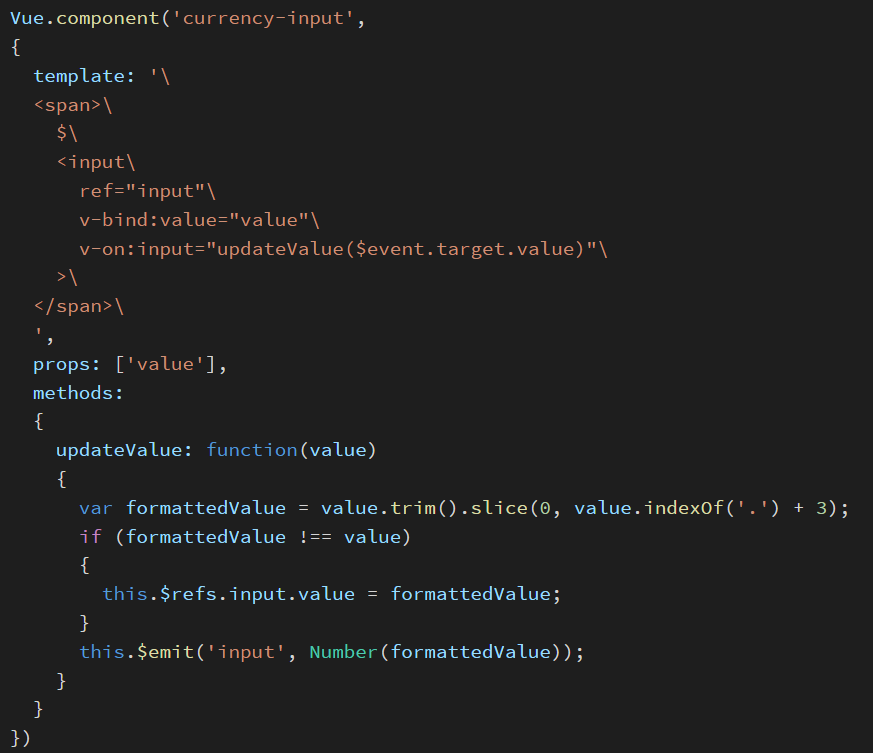 Vue.component('currency-input',
{
  template: '\
  <span>\
    $\
    <input\
      ref="input"\
      v-bind:value="value"\
      v-on:input="updateValue($event.target.value)"\
    >\
  </span>\
  ',
  props: ['value'],
  methods:
  {
    updateValue: function(value)
    {
      var formattedValue = value.trim().slice(0, value.indexOf('.') + 3);
      if (formattedValue !== value)
      {
        this.$refs.input.value = formattedValue;
      }
      this.$emit('input', Number(formattedValue));
    }
  }
})